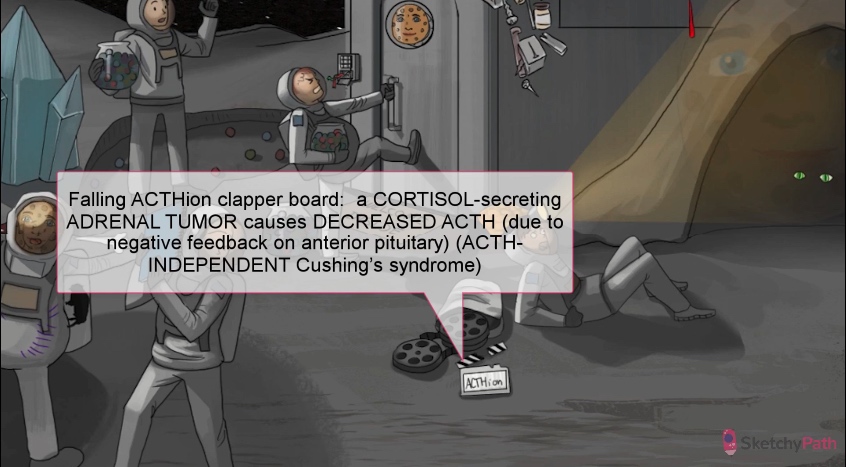 Falling ACTHion clapper board:  a CORTISOL-secreting
ADRENAL TUMOR causes DECREASED ACTH (due to
negative feedback on anterior pituitary) (ACTH-
INDEPENDENT Cushing's syndrome)
ACTHion
SketchyPath